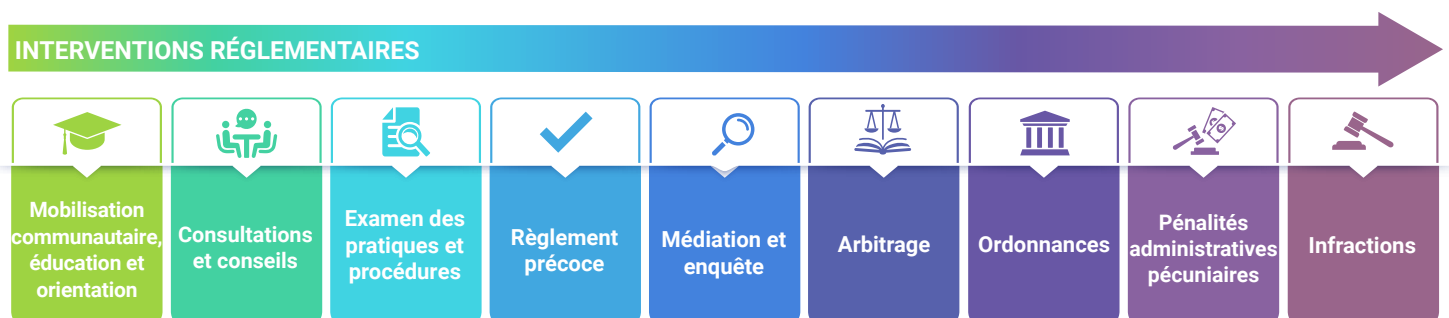 INTERVENTIONS RÉGLEMENTAIRES
Mobilisation
communautaire,
éducation et
orientation
Consultations
et conseils
Examen des
pratiques et
procédures
Règlement
précoce
Médiation et
enquête
Arbitrage
Ordonnances
Pénalités
administratives
pécuniaires
Infractions